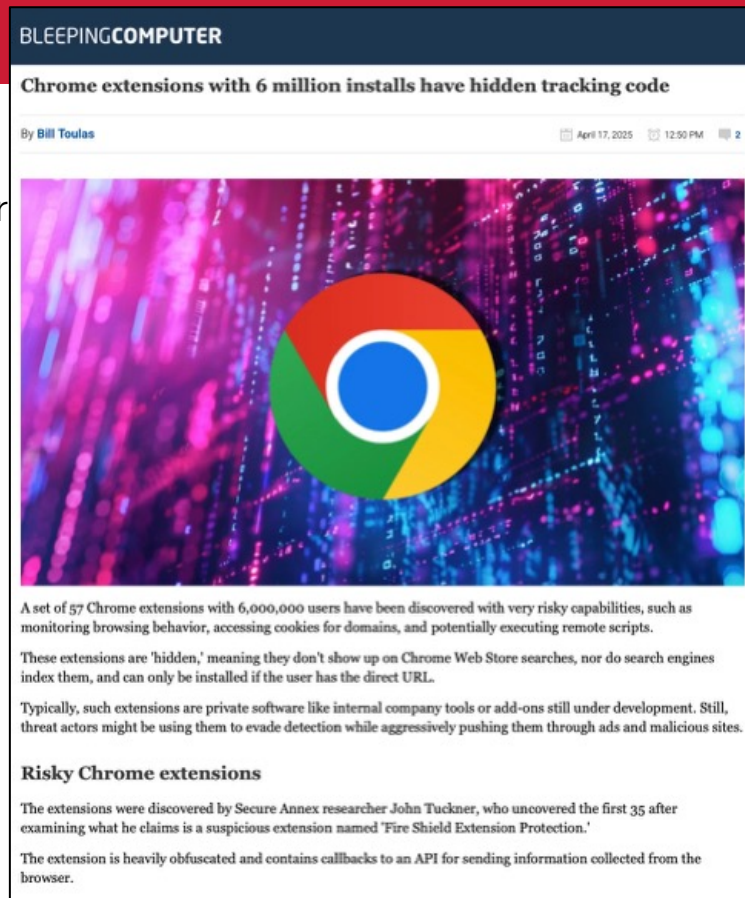 BLEEPINGCOMPUTER
Chrome extensions with 6 million installs have hidden tracking code
By Bill Toulas
April 17, 2025 12:50 PM 2
r
A set of 57 Chrome extensions with 6,000,000 users have been discovered with very risky capabilities, such as
monitoring browsing behavior, accessing cookies for domains, and potentially executing remote scripts.
These extensions are 'hidden,' meaning they don't show up on Chrome Web Store searches, nor do search engines
index them, and can only be installed if the user has the direct URL.
Typically, such extensions are private software like internal company tools or add-ons still under development. Still,
threat actors might be using them to evade detection while aggressively pushing them through ads and malicious sites.
Risky Chrome extensions
The extensions were discovered by Secure Annex researcher John Tuckner, who uncovered the first 35 after
examining what he claims is a suspicious extension named 'Fire Shield Extension Protection.'
The extension is heavily obfuscated and contains callbacks to an API for sending information collected from the
browser.